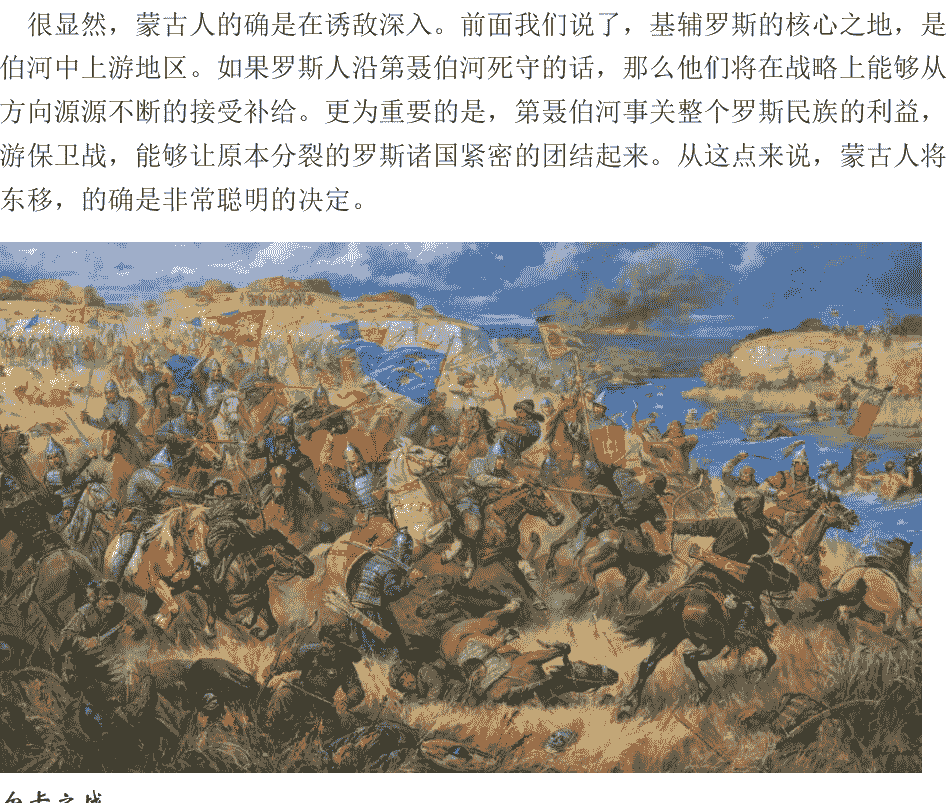 很显然，蒙古人的确是在诱敌深入。前面我们说了，基辅罗斯的核心之地，是
伯河中上游地区。如果罗斯人沿第聂伯河死守的话，那么他们将在战略上能够从
方向源源不断的接受补给。更为重要的是，第聂伯河事关整个罗斯民族的利益，
游保卫战，能够让原本分裂的罗斯诸国紧密的团结起来。从这点来说，蒙古人将
东移，的确是非常聪明的决定。